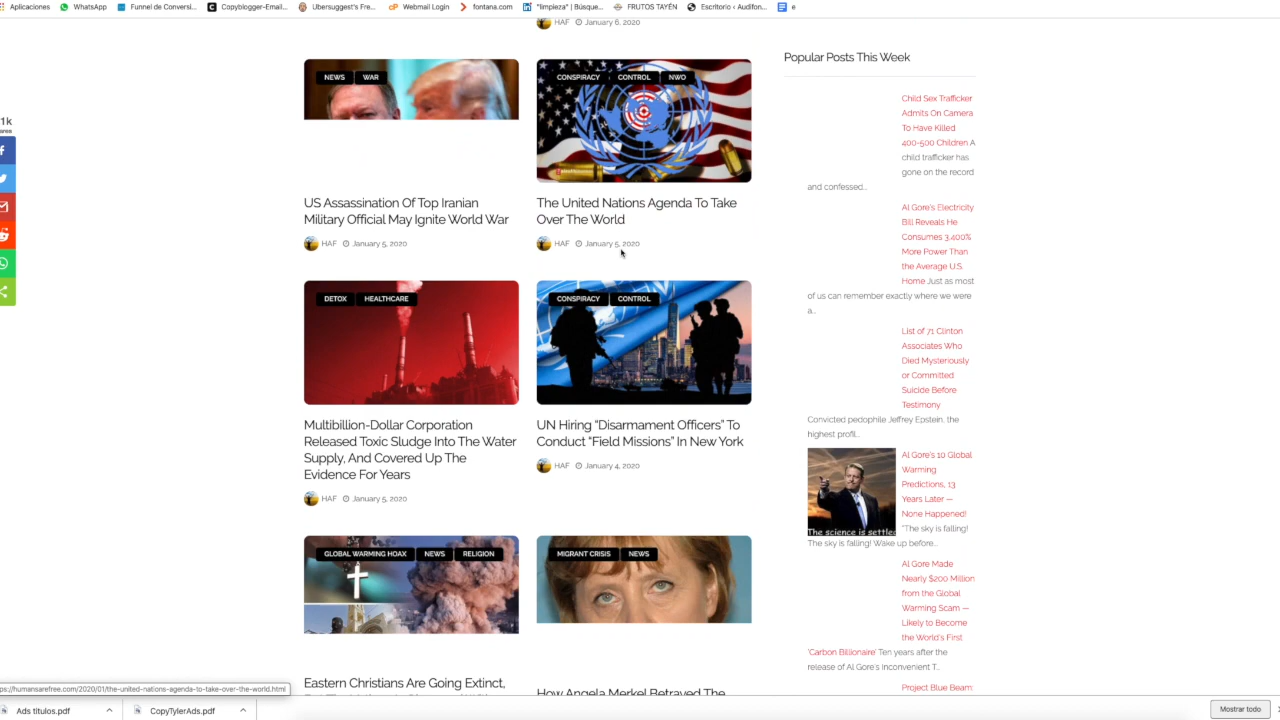 Aplicaciones WhatsApp Funnel de Conversi... Copyblogger-Email... Ubersuggest's Fre... Webmail Login fontana.com "limpieza" | Búsque... FRUTOS TAYÉN Escritorio ‹ Audifon... e
HAF January 6, 2020
1k
NEWS WAR
US Assassination Of Top Iranian
Military Official May Ignite World War
HAF January 5, 2020
CONSPIRACY CONTROL NWO
The United Nations Agenda To Take
Over The World
HAF January 5, 2020
DETOX HEALTHCARE
Multibillion-Dollar Corporation
Released Toxic Sludge Into The Water
Supply, And Covered Up The
Evidence For Years
HAF January 5, 2020
CONSPIRACY CONTROL
UN Hiring “Disarmament Officers” To
Conduct “Field Missions” In New York
HAF January 4, 2020
GLOBAL WARMING HOAX NEWS RELIGION
Eastern Christians Are Going Extinct,
MIGRANT CRISIS NEWS
How Angela Merkel Betrayed The
Popular Posts This Week
Child Sex Trafficker
Admits On Camera
To Have Killed
400-500 Children A
child trafficker has
gone on the record
and confessed...
Al Gore's Electricity
Bill Reveals He
Consumes 3,400%
More Power Than
the Average U.S.
Home Just as most
of us can remember exactly where we were
a...
List of 71 Clinton
Associates Who
Died Mysteriously
or Committed
Suicide Before
Testimony
Convicted pedophile Jeffrey Epstein, the
highest profil...
The science is settled
Al Gore's 10 Global
Warming
Predictions, 13
Years Later —
None Happened!
“The sky is falling!
The sky is falling! Wake up before...
Al Gore Made
Nearly $200 Million
from the Global
Warming Scam —
Likely to Become
the World's First
'Carbon Billionaire' Ten years after the
release of Al Gore's Inconvenient T...
Project Blue Beam:
ps://humansarefree.com/2020/01/the-united-nations-agenda-to-take-over-the-world.html
Ads titulos.pdf CopyTylerAds.pdf Mostrar todo